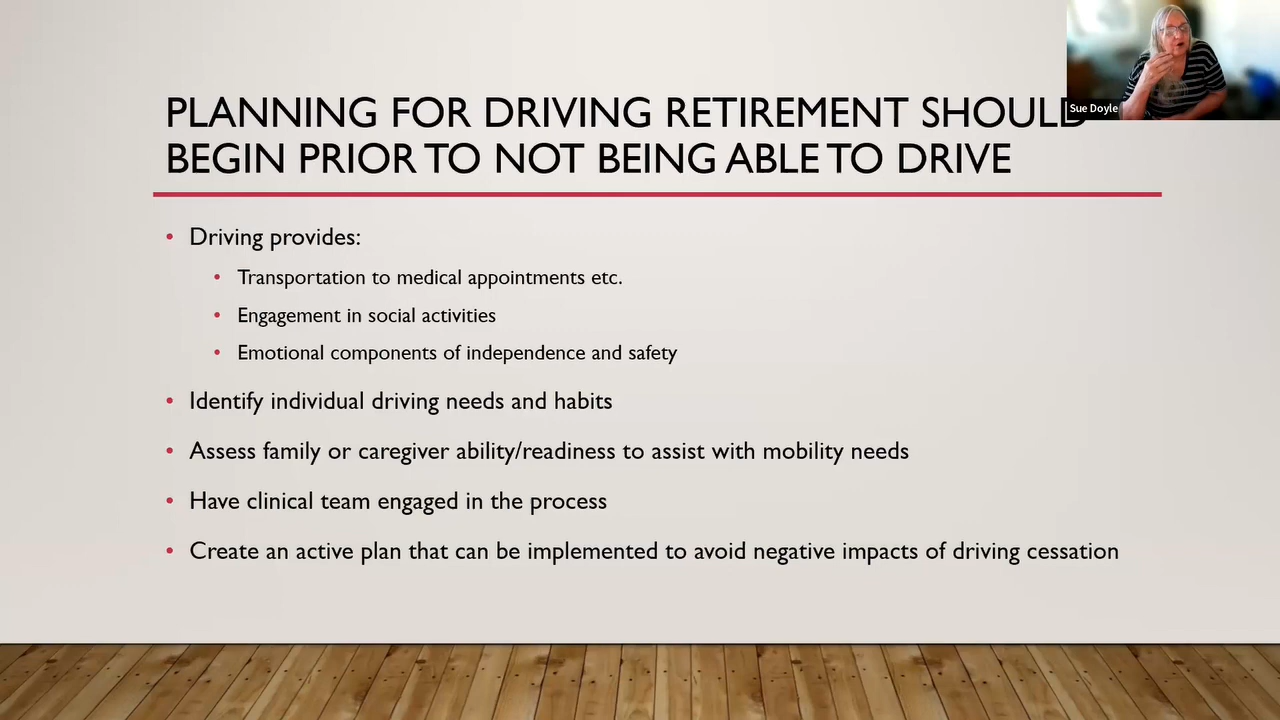 PLANNING FOR DRIVING RETIREMENT SHOULD
BEGIN PRIOR TO NOT BEING ABLE TO DRIVE
Sue Doyle
• Driving provides:
• Transportation to medical appointments etc.
• Engagement in social activities
• Emotional components of independence and safety
• Identify individual driving needs and habits
• Assess family or caregiver ability/readiness to assist with mobility needs
• Have clinical team engaged in the process
• Create an active plan that can be implemented to avoid negative impacts of driving cessation